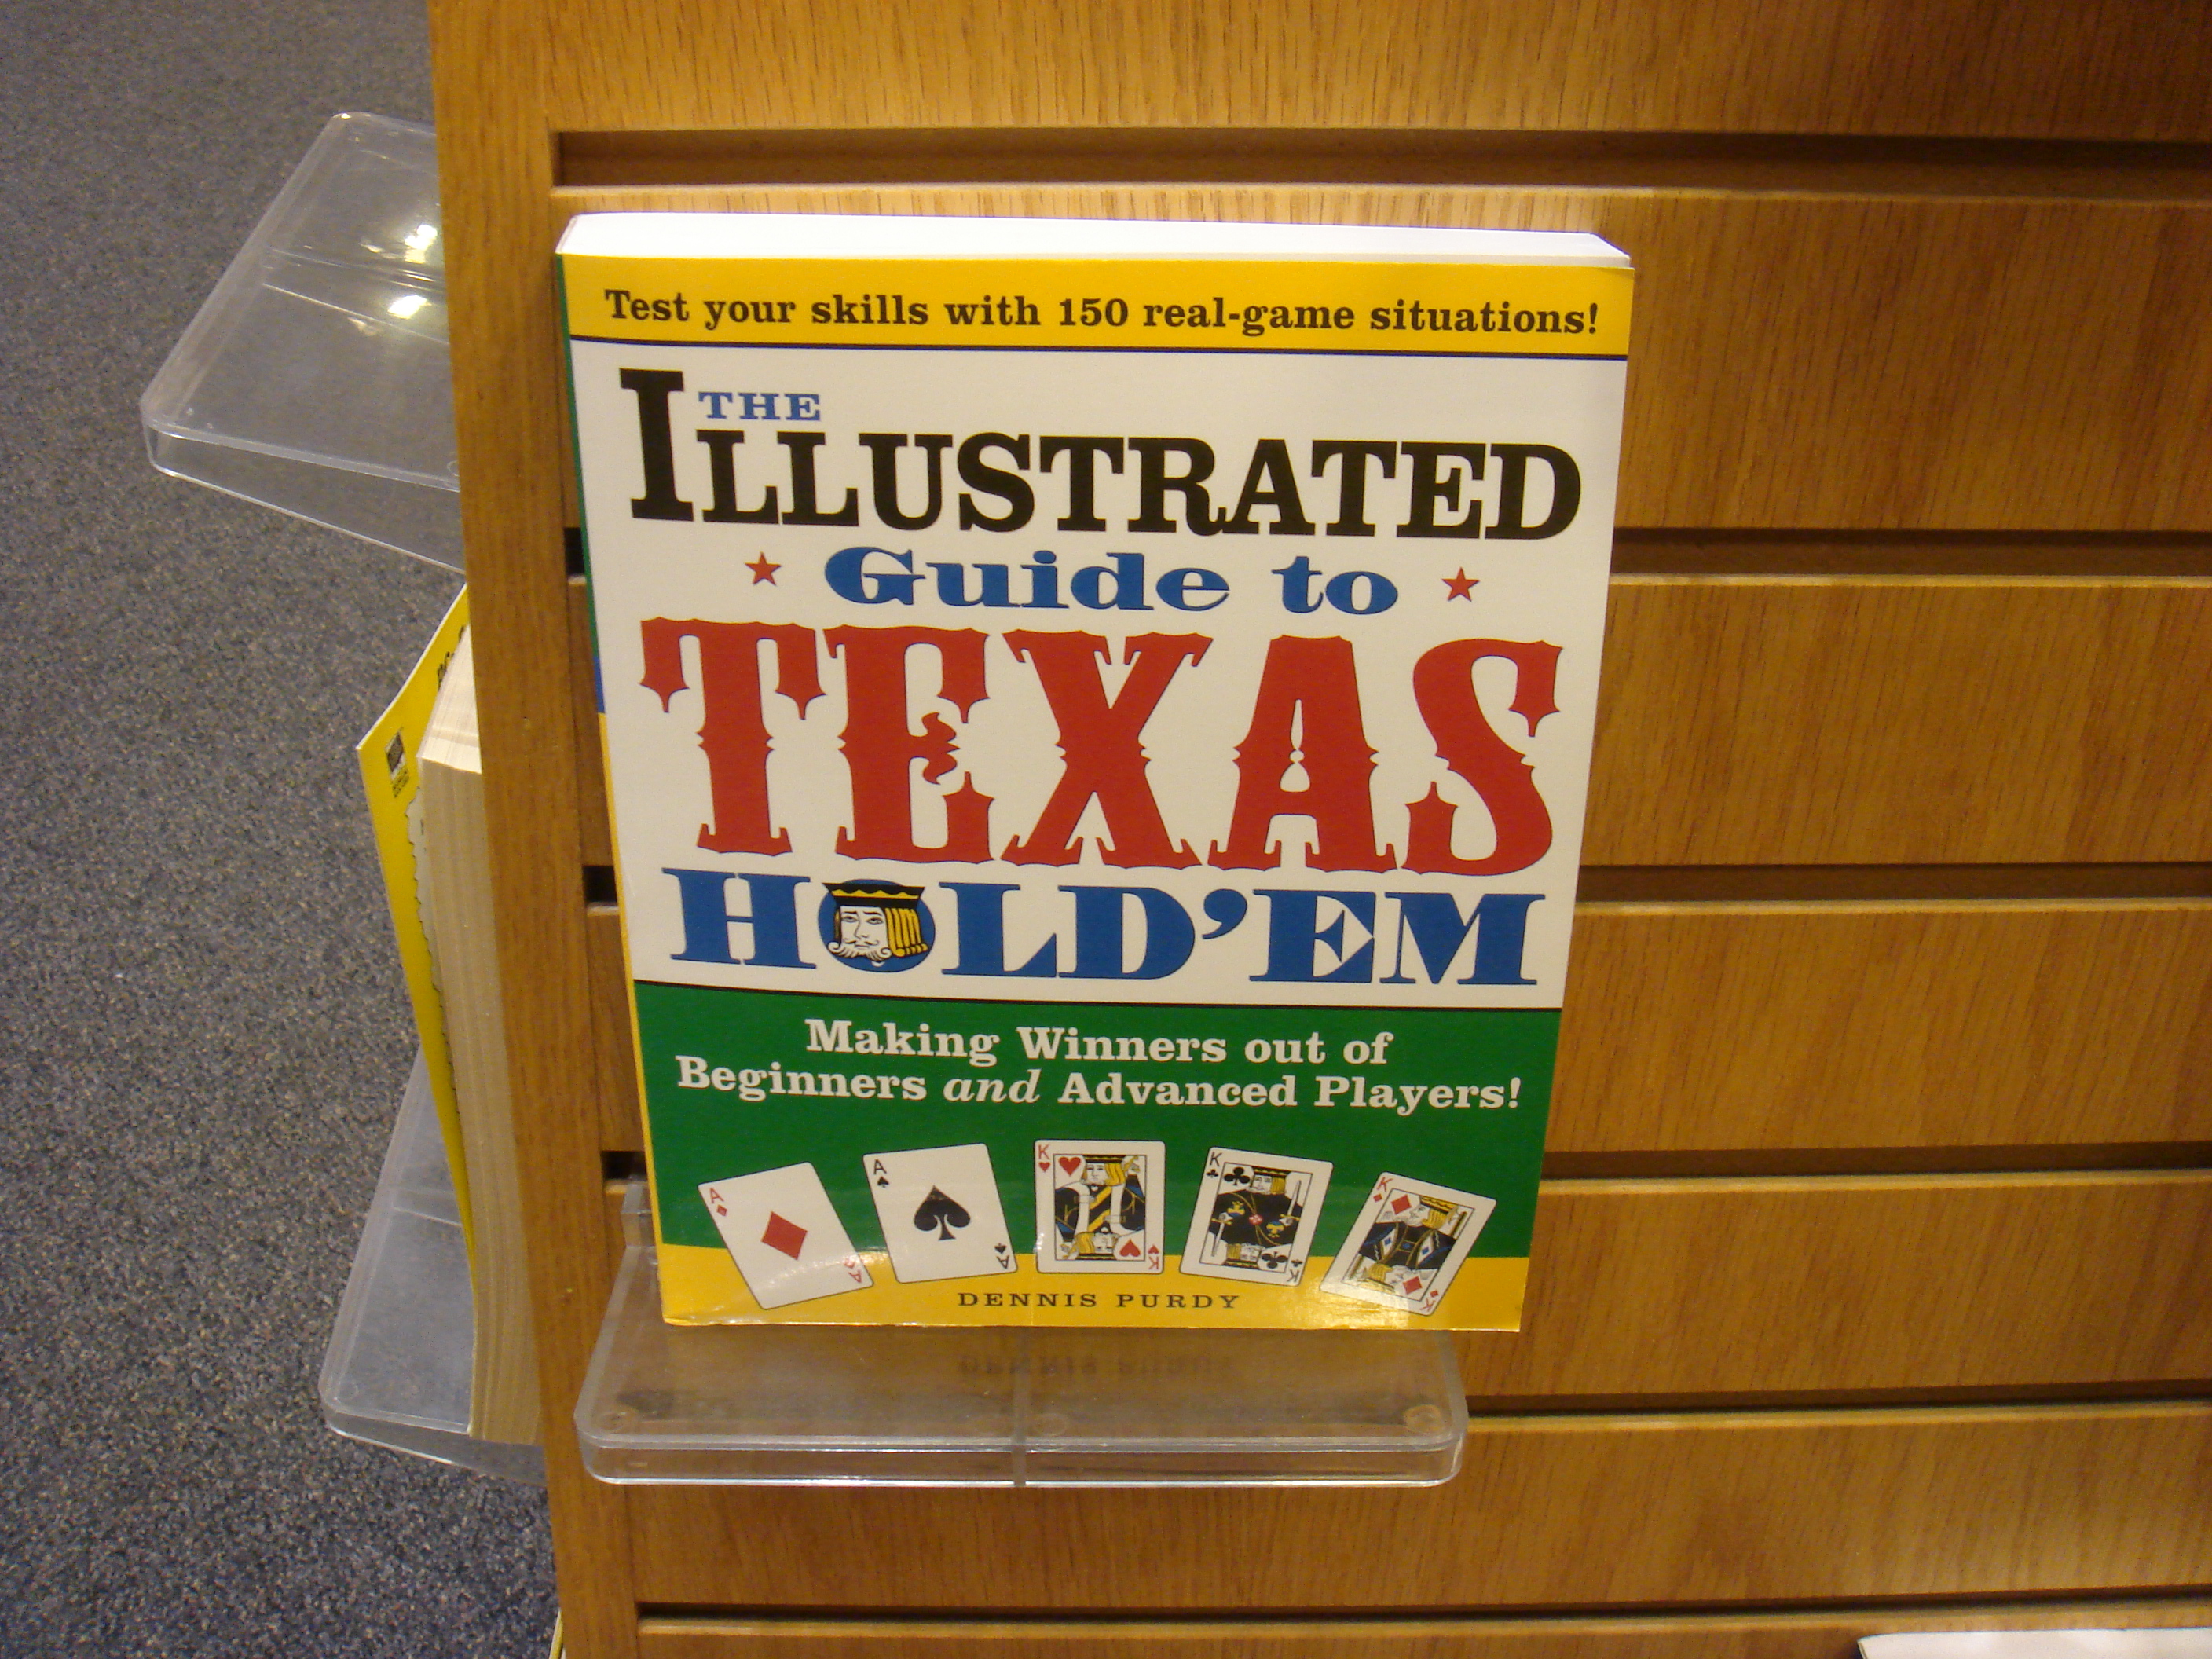 Test your skills with 150 real-game situations!
THE
ILLUSTRATED
Guide to
TEXAS
HOLD'EM
Making Winners out of
Beginners and Advanced Players!
A A K K K
A A K K K
DENNIS PURDY